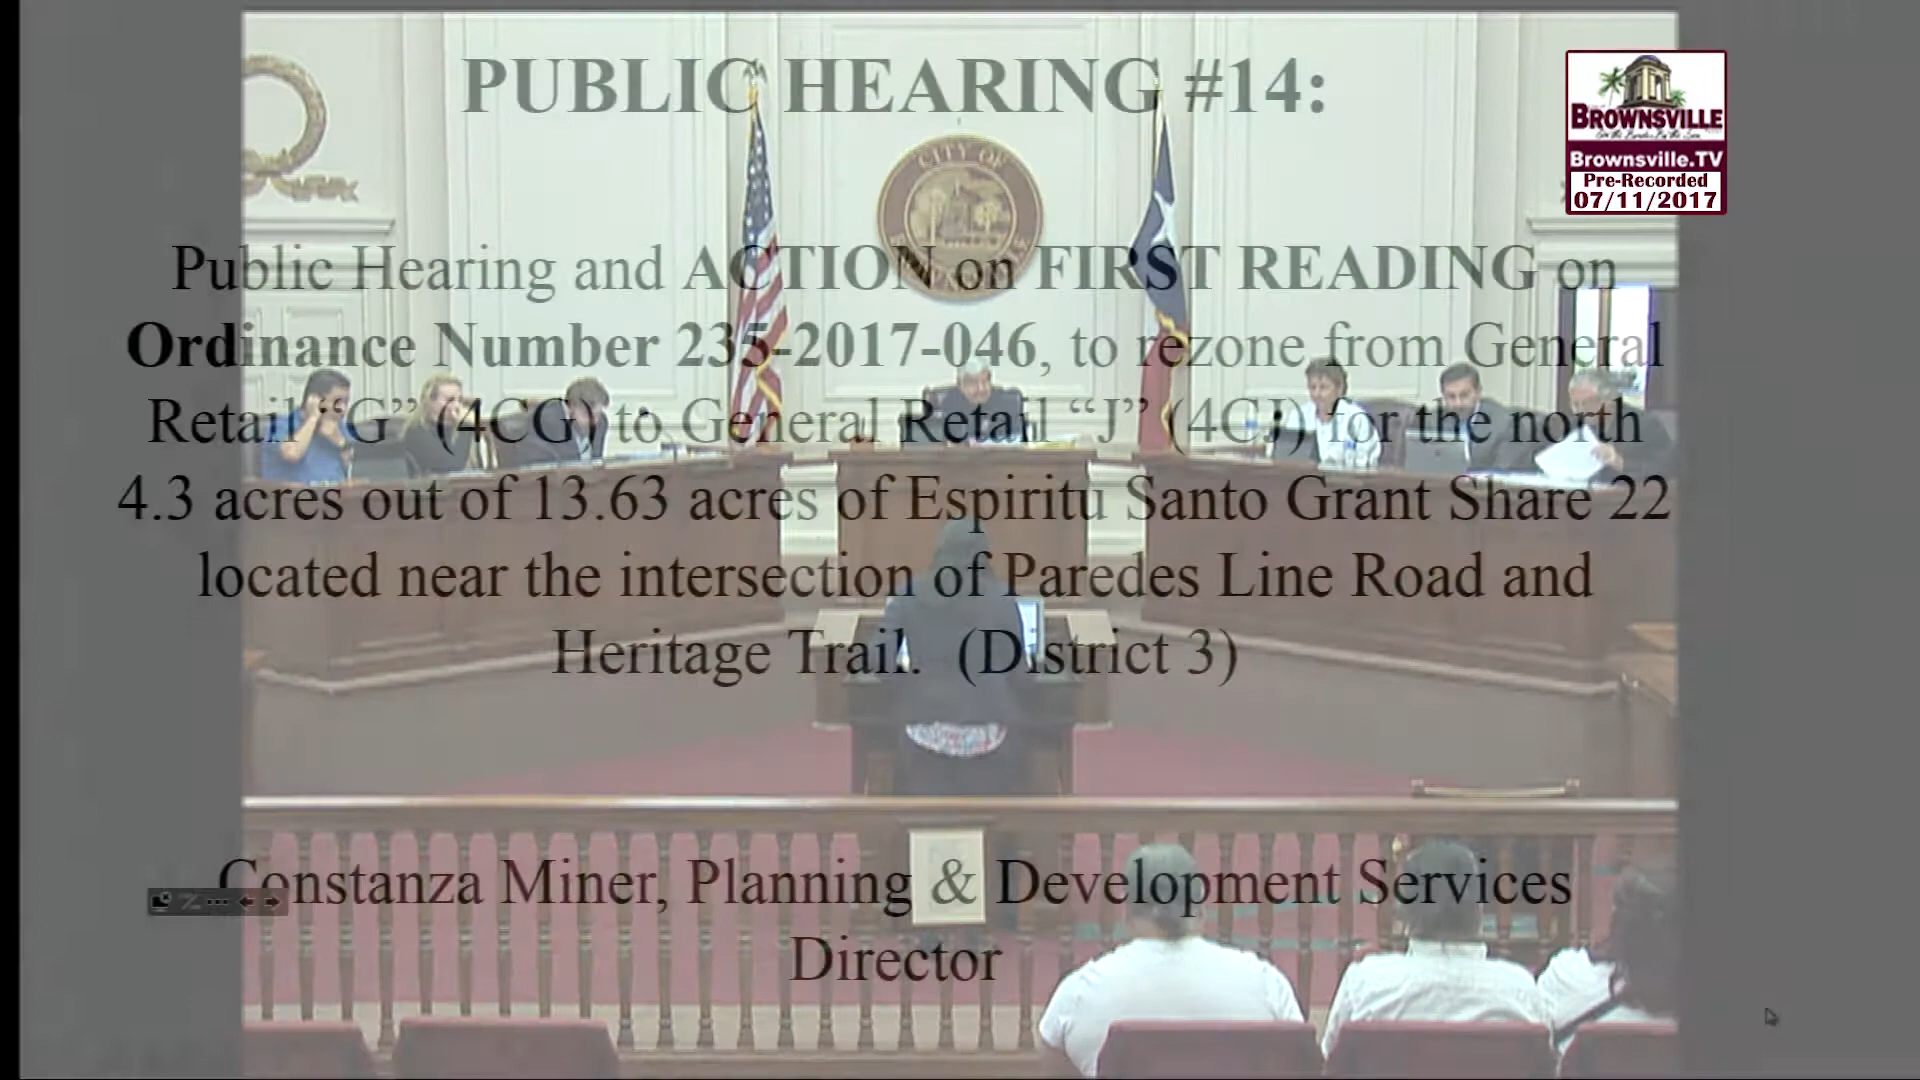 PUBLIC HEARING #14:
BROWNSVILLE
Brownsville.TV
Pre-Recorded
07/11/2017
CITY OF
Public Hearing and ACTION on FIRST READING on
Ordinance Number 235-2017-046, to rezone from General
Retail “G” (4CG) to General Retail “J” (4CJ) for the north
4.3 acres out of 13.63 acres of Espiritu Santo Grant Share 22
located near the intersection of Paredes Line Road and
Heritage Trail. (District 3)
Constanza Miner, Planning & Development Services
Director